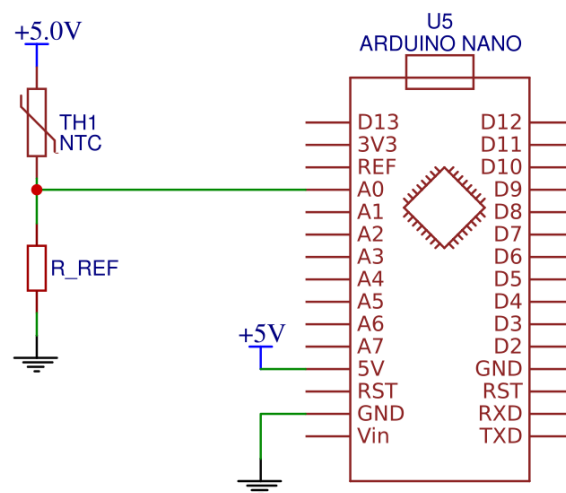 +5.0V
TH1
NTC
R_REF
U5
ARDUINO NANO
D13
3V3
REF
A0
A1
A2
A3
A4
A5
A6
A7
5V
RST
GND
Vin
D12
D11
D10
D9
D8
D7
D6
D5
D4
D3
D2
GND
RST
RXD
TXD
+5V